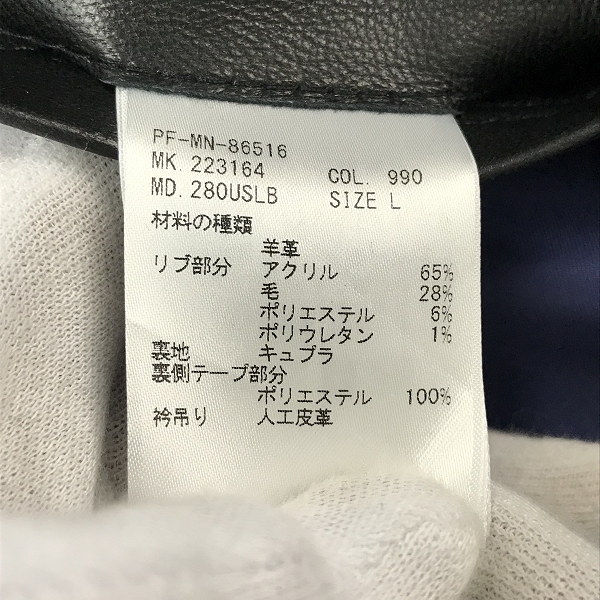 PF-MN-86516
MK. 223164 COL. 990
MD. 280USLB SIZE L
材料の種類
羊革
リブ部分 アクリル 65%
毛 28%
ポリエステル 6%
ポリウレタン 1%
裏地 キュプラ
裏側テープ部分
ポリエステル 100%
衿吊り 人工皮革